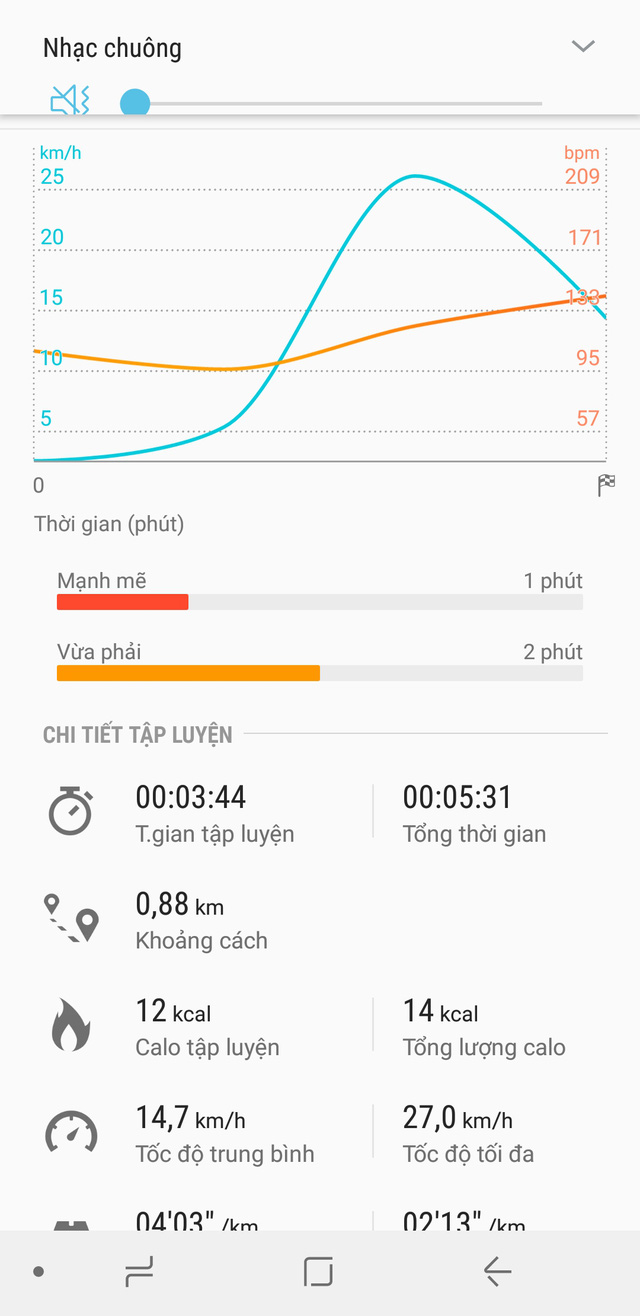 Nhạc chuông
km/h bpm
25 209
20 171
15 133
10 95
5 57
0
Thời gian (phút)
Mạnh mẽ 1 phút
Vừa phải 2 phút
CHI TIẾT TẬP LUYỆN
00:03:44 00:05:31
T.gian tập luyện Tổng thời gian
0,88 km
Khoảng cách
12 kcal 14 kcal
Calo tập luyện Tổng lượng calo
14,7 km/h 27,0 km/h
Tốc độ trung bình Tốc độ tối đa
04'03" /km 02'13" /km